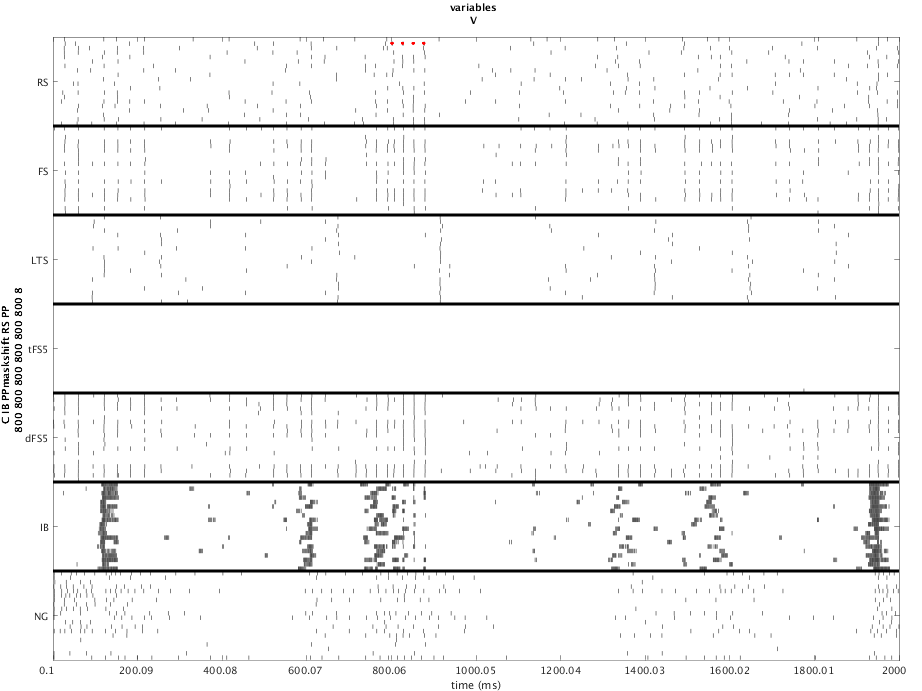 variables
V
RS
FS
LTS
tFS5
dFS5
IB
NG
C IB PPmaskshift RS PP
800 800 800 800 800 800 8
0.1 200.09 400.08 600.07 800.06 1000.05 1200.04 1400.03 1600.02 1800.01 2000
time (ms)